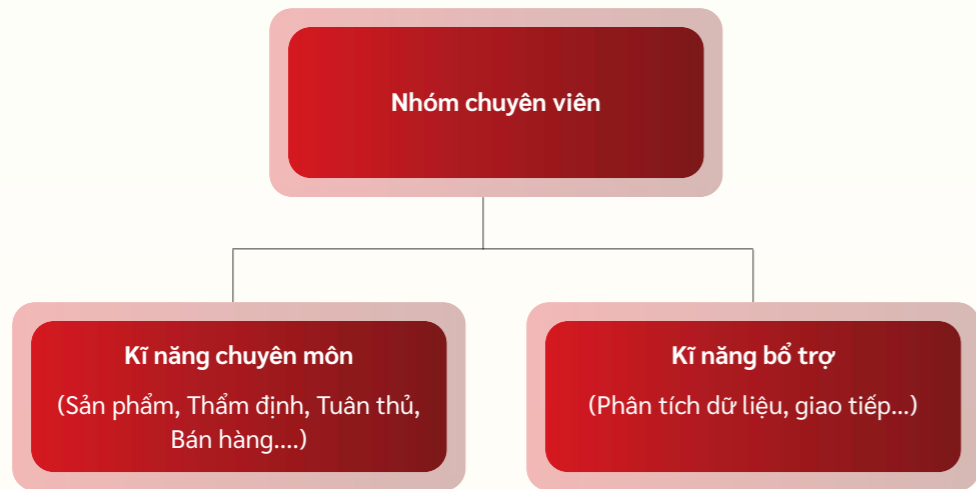 Nhóm chuyên viên
Kĩ năng chuyên môn
(Sản phẩm, Thẩm định, Tuân thủ,
Bán hàng....)
Kĩ năng bổ trợ
(Phân tích dữ liệu, giao tiếp...)